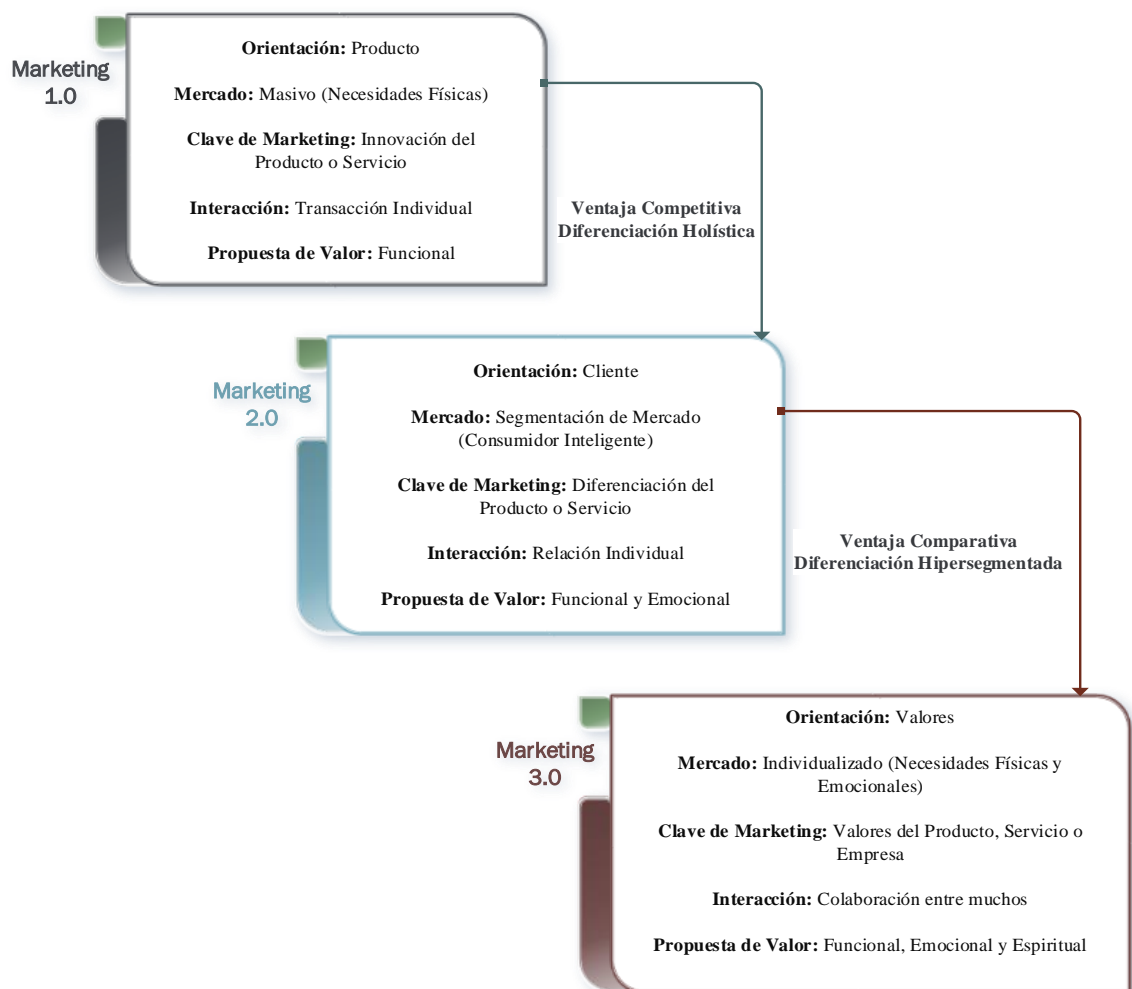 Marketing
1.0
Orientación: Producto
Mercado: Masivo (Necesidades Físicas)
Clave de Marketing: Innovación del
Producto o Servicio
Interacción: Transacción Individual
Propuesta de Valor: Funcional
Ventaja Competitiva
Diferenciación Holística
Marketing
2.0
Orientación: Cliente
Mercado: Segmentación de Mercado
(Consumidor Inteligente)
Clave de Marketing: Diferenciación del
Producto o Servicio
Interacción: Relación Individual
Propuesta de Valor: Funcional y Emocional
Ventaja Comparativa
Diferenciación Hipersegmentada
Marketing
3.0
Orientación: Valores
Mercado: Individualizado (Necesidades Físicas y
Emocionales)
Clave de Marketing: Valores del Producto, Servicio o
Empresa
Interacción: Colaboración entre muchos
Propuesta de Valor: Funcional, Emocional y Espiritual